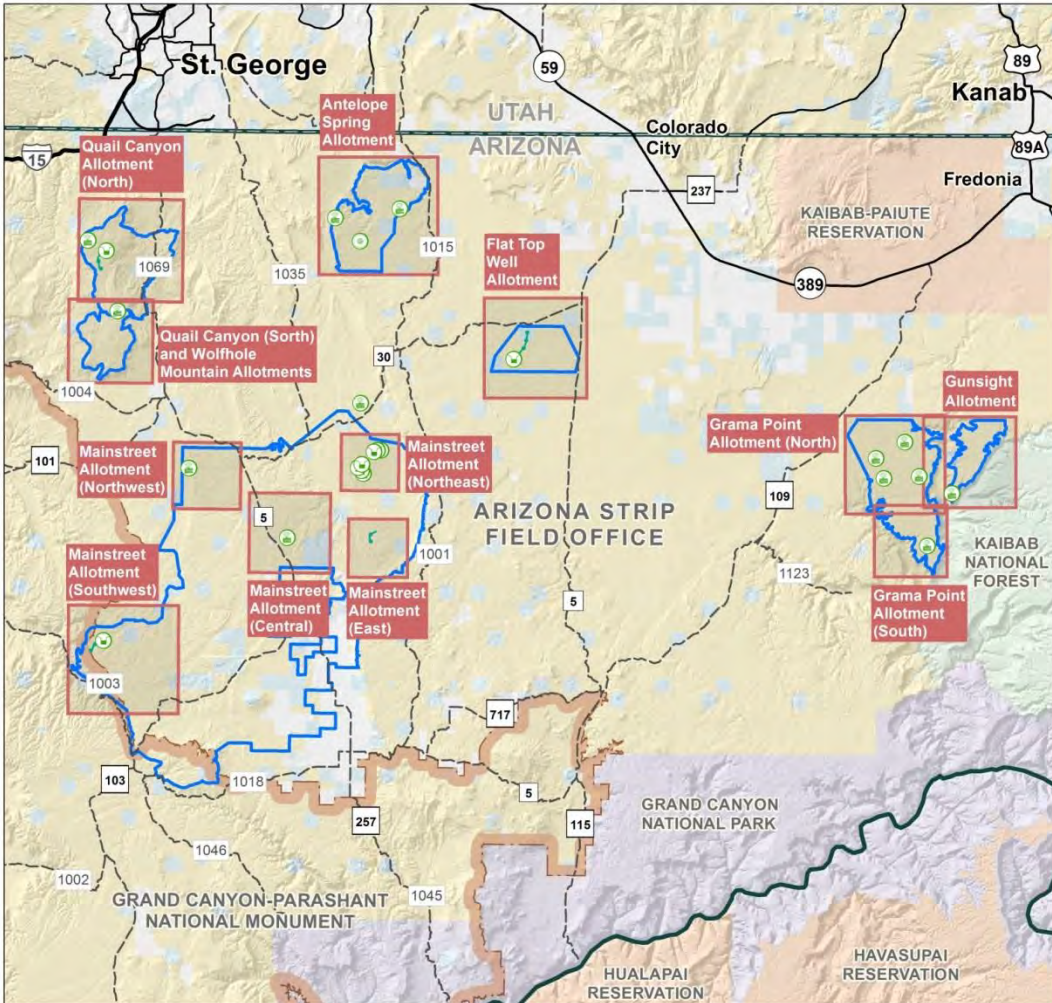 St. George
59
89
Kanab
UTAH
ARIZONA
Colorado
City
89A
15
Fredonia
237
Antelope
Spring
Allotment
Quail Canyon
Allotment
(North)
KAIBAB-PAIUTE
RESERVATION
1069
1035
1015
Flat Top
Well
Allotment
389
Quail Canyon (Sorth)
and Wolfhole
Mountain Allotments
30
1004
Gunsight
Allotment
Grama Point
Allotment (North)
101
Mainstreet
Allotment
(Northwest)
Mainstreet
Allotment
(Northeast)
109
5
ARIZONA STRIP
FIELD OFFICE
1001
KAIBAB
NATIONAL
FOREST
Mainstreet
Allotment
(Southwest)
Mainstreet
Allotment
(Central)
Mainstreet
Allotment
(East)
5
1123
Grama Point
Allotment
(South)
1003
717
103
1018
5
257
115
GRAND CANYON
NATIONAL PARK
1046
1002
1045
GRAND CANYON-PARASHANT
NATIONAL MONUMENT
HUALAPAI
RESERVATION
HAVASUPAI
RESERVATION